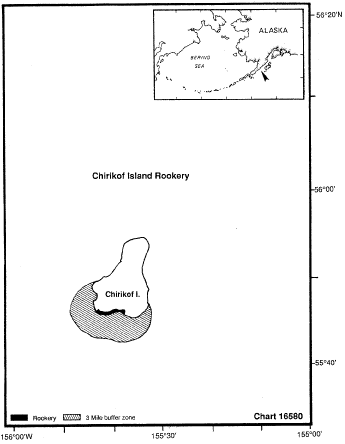 56°20'N
ALASKA
BERING
SEA
Chirikof Island Rookery
56°00'
Chirikof I.
55°40'
Rookery
3 Mile buffer zone
Chart 16580
156°00'W
155°30'
155°00'